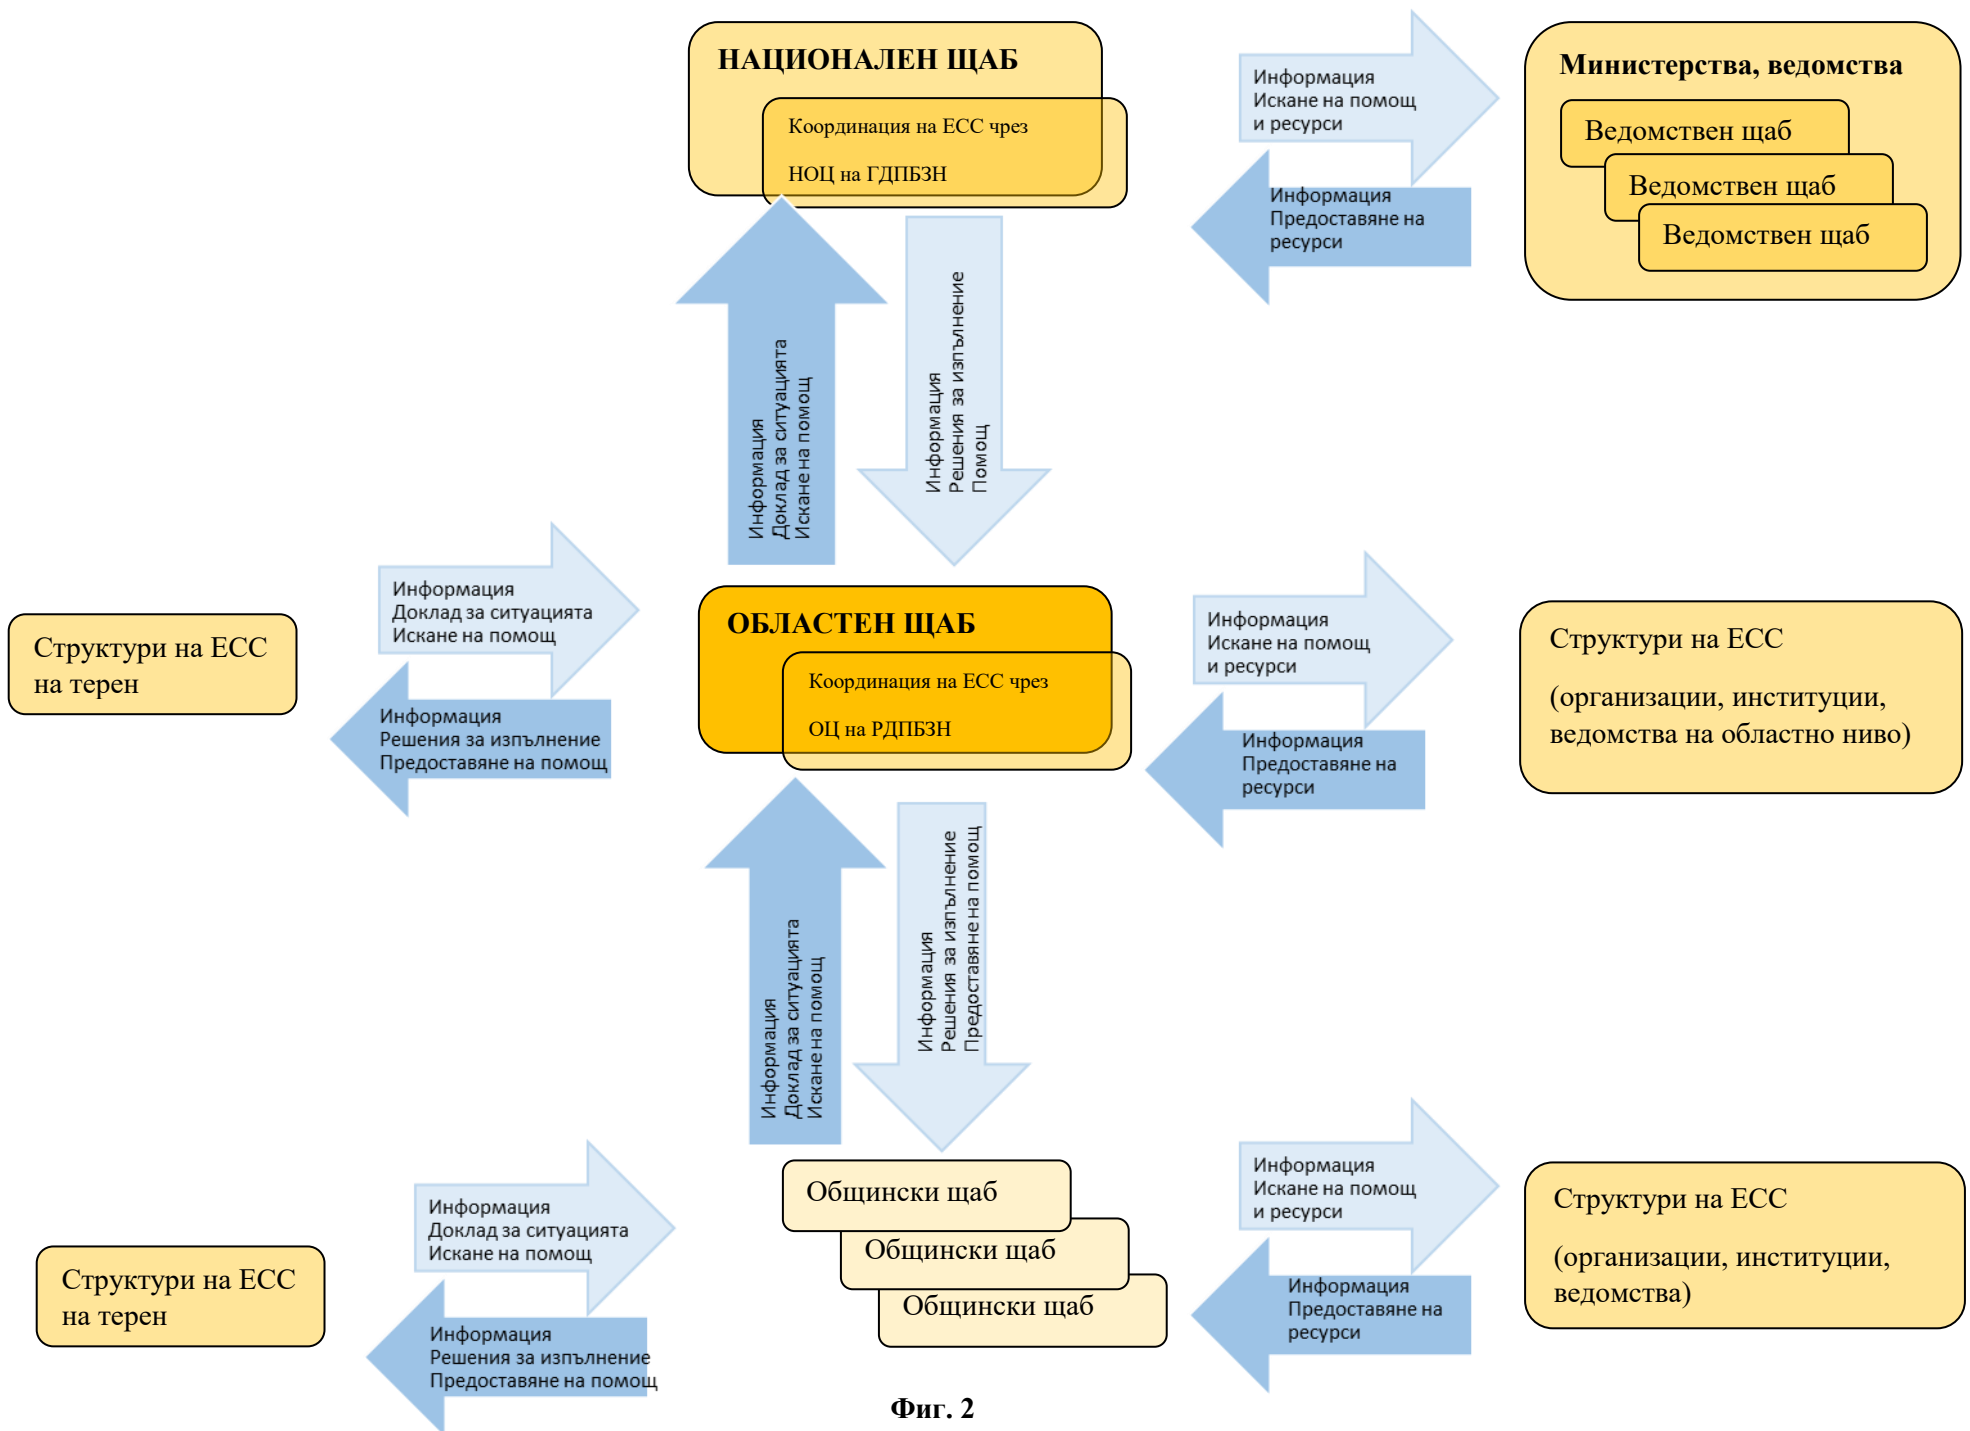 НАЦИОНАЛЕН ЩАБ
Координация на ЕСС чрез
НОЦ на ГДПБЗН
Информация
Искане на помощ
и ресурси
Информация
Предоставяне на
ресурси
Министерства, ведомства
Ведомствен щаб
Ведомствен щаб
Ведомствен щаб
Информация
Доклад за ситуацията
Искане на помощ
Информация
Решения за изпълнение
Помощ
Структури на ЕСС
на терен
Информация
Доклад за ситуацията
Искане на помощ
Информация
Решения за изпълнение
Предоставяне на помощ
ОБЛАСТЕН ЩАБ
Координация на ЕСС чрез
ОЦ на РДПБЗН
Информация
Искане на помощ
и ресурси
Информация
Предоставяне на
ресурси
Структури на ЕСС
(организации, институции,
ведомства на областно ниво)
Информация
Доклад за ситуацията
Искане на помощ
Информация
Решения за изпълнение
Предоставяне на помощ
Структури на ЕСС
на терен
Информация
Доклад за ситуацията
Искане на помощ
Информация
Решения за изпълнение
Предоставяне на помощ
Общински щаб
Общински щаб
Общински щаб
Информация
Искане на помощ
и ресурси
Информация
Предоставяне на
ресурси
Структури на ЕСС
(организации, институции,
ведомства)
Фиг. 2